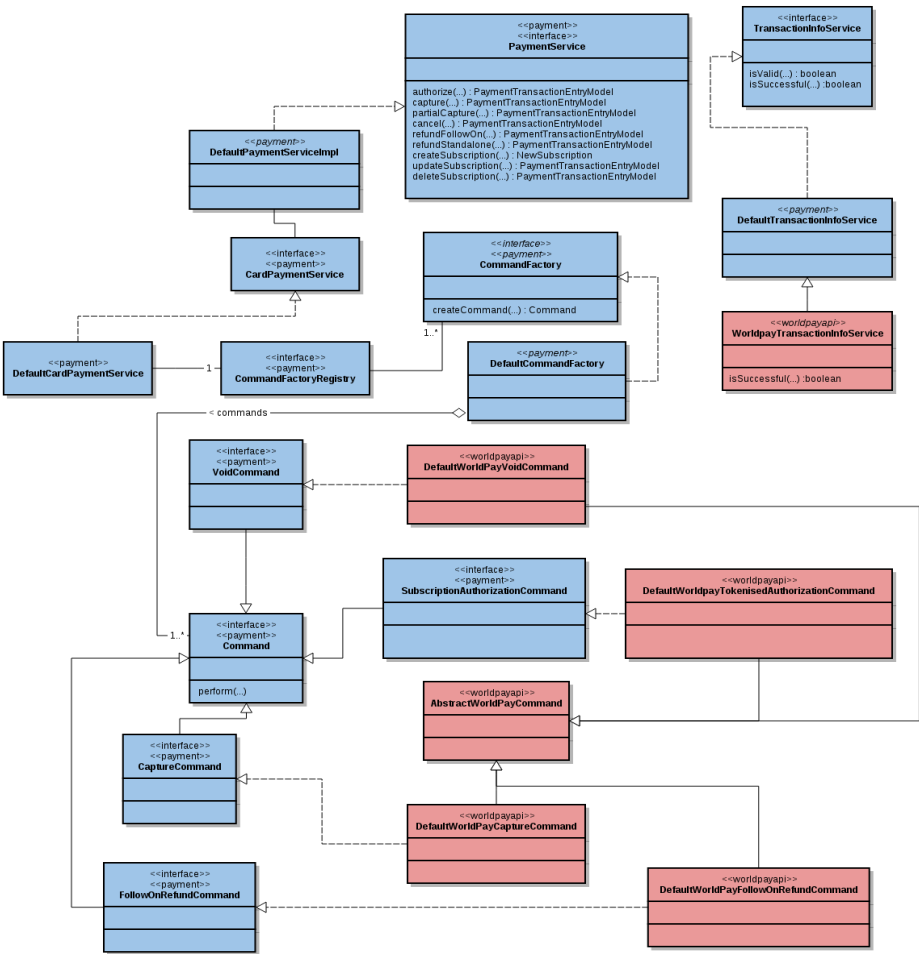 <<payment>>
<<interface>>
PaymentService
authorize(...) : PaymentTransactionEntryModel
capture(...) : PaymentTransactionEntryModel
partialCapture(...) : PaymentTransactionEntryModel
cancel(...) : PaymentTransactionEntryModel
refundFollowOn(...) : PaymentTransactionEntryModel
refundStandalone(...) : PaymentTransactionEntryModel
createSubscription(...) : NewSubscription
updateSubscription(...) : PaymentTransactionEntryModel
deleteSubscription(...) : PaymentTransactionEntryModel
<<interface>>
TransactionInfoService
isValid(...) : boolean
isSuccessful(...) :boolean
<<payment>>
DefaultPaymentServiceImpl
<<payment>>
DefaultTransactionInfoService
<<interface>>
<<payment>>
CardPaymentService
<<interface>>
<<payment>>
CommandFactory
createCommand(...) : Command
<<worldpayapi>>
WorldpayTransactionInfoService
isSuccessful(...) :boolean
1..*
<<payment>>
DefaultCardPaymentService
1
<<interface>>
<<payment>>
CommandFactoryRegistry
<<payment>>
DefaultCommandFactory
< commands
<<interface>>
<<payment>>
VoidCommand
<<worldpayapi>>
DefaultWorldPayVoidCommand
<<interface>>
<<payment>>
SubscriptionAuthorizationCommand
<<worldpayapi>>
DefaultWorldpayTokenisedAuthorizationCommand
1..*
<<interface>>
<<payment>>
Command
perform(...)
<<worldpayapi>>
AbstractWorldPayCommand
<<interface>>
<<payment>>
CaptureCommand
<<worldpayapi>>
DefaultWorldPayCaptureCommand
<<interface>>
<<payment>>
FollowOnRefundCommand
<<worldpayapi>>
DefaultWorldPayFollowOnRefundCommand